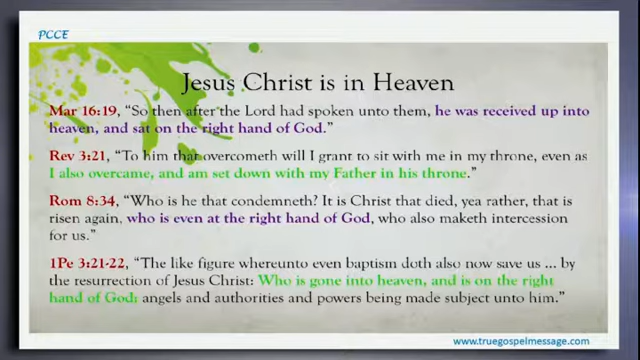 PCCE
Jesus Christ is in Heaven
Mar 16:19, “So then after the Lord had spoken unto them, he was received up into
heaven, and sat on the right hand of God.”
Rev 3:21, “To him that overcometh will I grant to sit with me in my throne, even as
I also overcame, and am set down with my Father in his throne.”
Rom 8:34, “Who is he that condemneth? It is Christ that died, yea rather, that is
risen again, who is even at the right hand of God, who also maketh intercession
for us.”
1Pe 3:21-22, “The like figure whereunto even baptism doth also now save us ... by
the resurrection of Jesus Christ: Who is gone into heaven, and is on the right
hand of God; angels and authorities and powers being made subject unto him.”
www.truegospelmessage.com